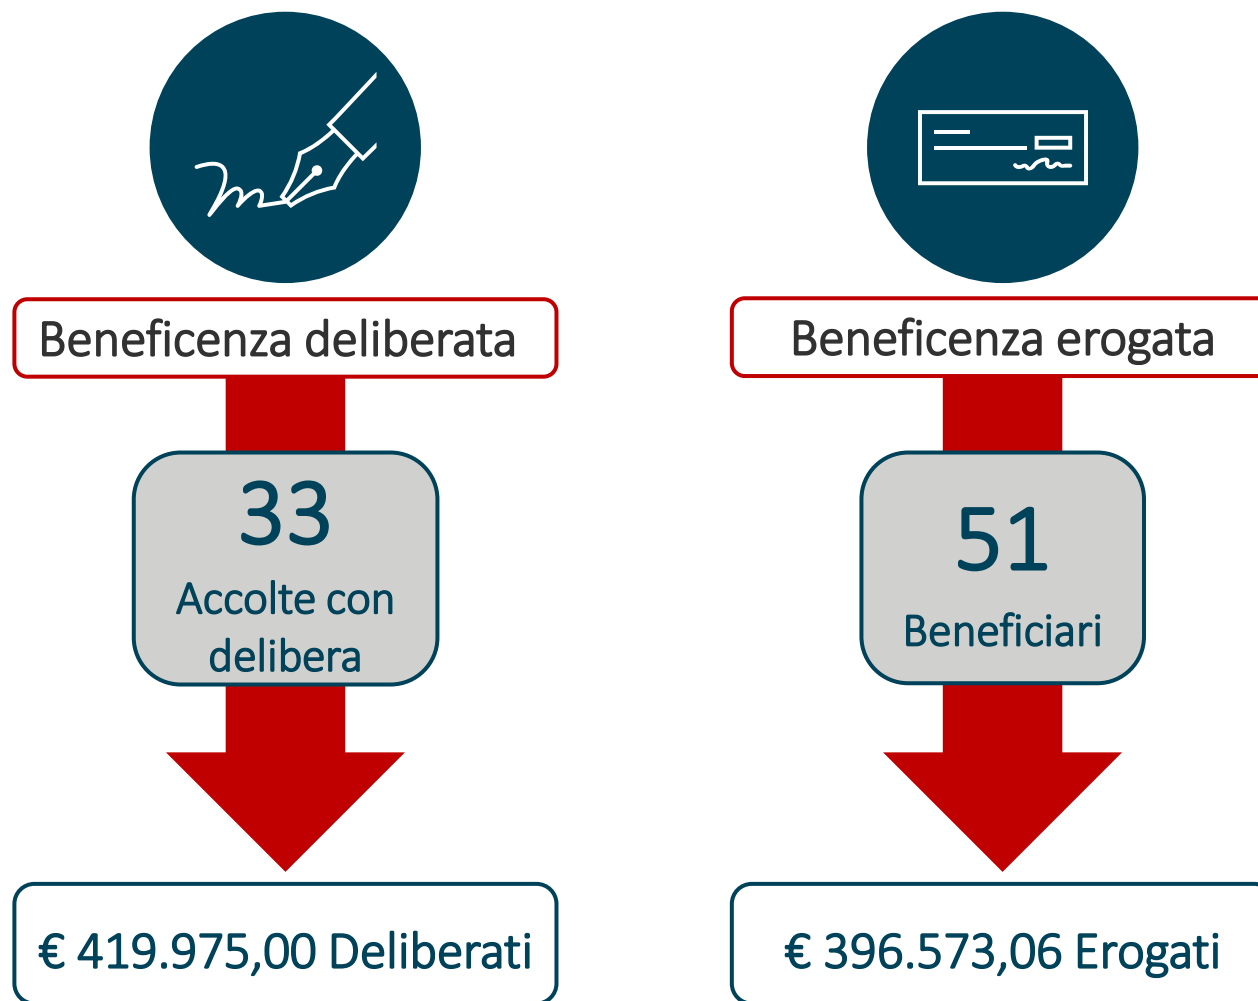 Beneficenza deliberata
33
Accolte con
delibera
€ 419.975,00 Deliberati
Beneficenza erogata
51
Beneficiari
€ 396.573,06 Erogati